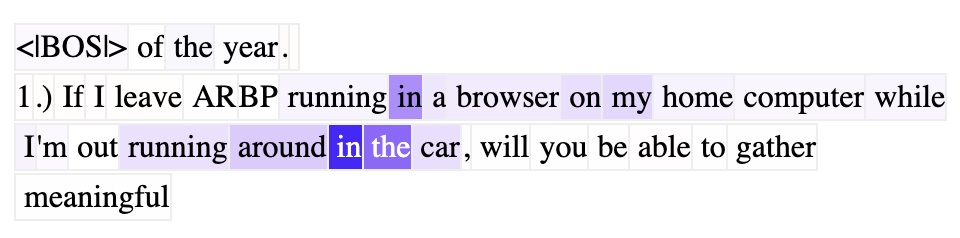 <|BOS|> of the year.
1.) If I leave ARBP running in a browser on my home computer while
I'm out running around in the car, will you be able to gather
meaningful